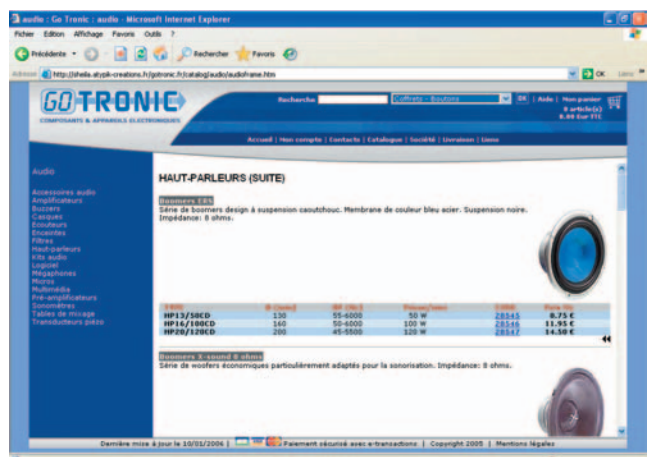 audio : Go Tronic : audio - Microsoft Internet Explorer
Fichier Edition Affichage Favoris Outils ?
Précédente Rechercher Favoris
Adresse http://sheila.atypik-creations.fr/gotronic.fr/catalog/audio/audioframe.htm OK Liens
GO TRONIC
COMPOSANTS & APPAREILS ELECTRONIQUES
Recherche Coffrets - Boutons OK | Aide | Mon panier
0 article(s)
0.00 Eur TTC
Accueil | Mon compte | Contacts | Catalogue | Société | Livraison | Liens
Audio
Accessoires audio
Amplificateurs
Buzzers
Casques
Ecouteurs
Enceintes
Filtres
Haut-parleurs
Kits audio
Logiciel
Mégaphones
Micros
Multimédia
Pré-amplificateurs
Sonomètres
Tables de mixage
Transducteurs piézo
HAUT-PARLEURS (SUITE)
Boomers EBS
Série de boomers design à suspension caoutchouc. Membrane de couleur bleu acier. Suspension noire.
Impédance: 8 ohms.
HP13/50CD 130 55-6000 50 W 28545 8.75 €
HP16/100CD 160 50-6000 100 W 28546 11.95 €
HP20/120CD 200 45-5500 120 W 28547 14.50 €
Boomers X-sound 8 ohms
Série de woofers économiques particulièrement adaptés pour la sonorisation. Impédance: 8 ohms.
Dernière mise à jour le 10/01/2006 | Paiement sécurisé avec e-transactions | Copyright 2005 | Mentions légales